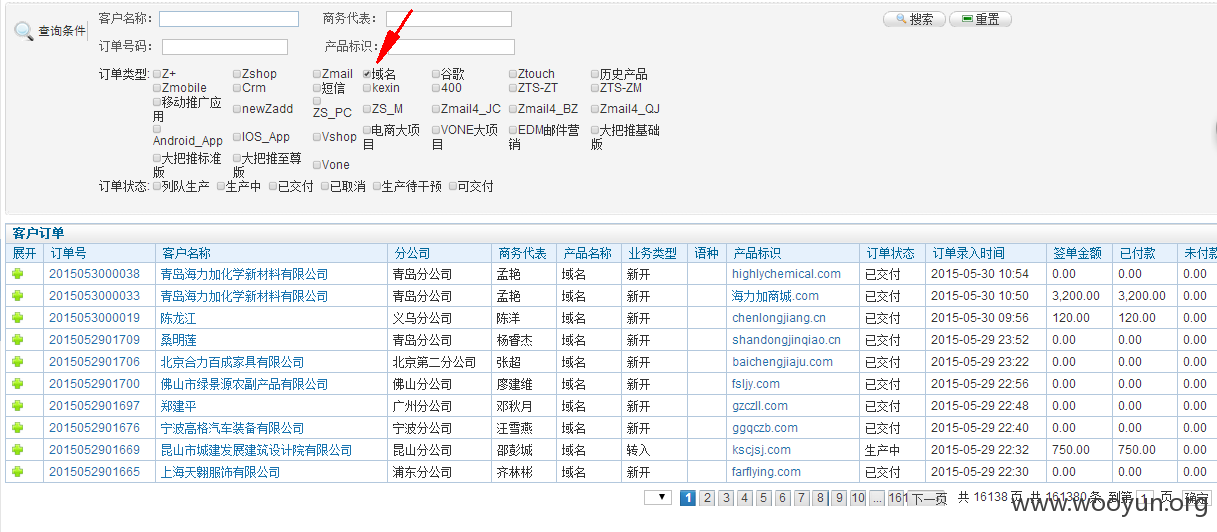 客户名称： 商务代表：
搜索 重置
查询条件
订单号码： 产品标识：
订单类型: Z+ Zshop Zmail 域名 谷歌 Ztouch 历史产品
Zmobile Crm 短信 kexin 400 ZTS-ZT ZTS-ZM
移动推广应用 newZadd ZS_PC ZS_M Zmail4_JC Zmail4_BZ Zmail4_QJ
Android_App IOS_App Vshop 电商大项目 VONE大项目 EDM邮件营销 大把推基础版
大把推标准版 大把推至尊版 Vone
订单状态: 列队生产 生产中 已交付 已取消 生产待干预 可交付
客户订单
展开 订单号 客户名称 分公司 商务代表 产品名称 业务类型 语种 产品标识 订单状态 订单录入时间 签单金额 已付款 未付款
2015053000038 青岛海力加化学新材料有限公司 青岛分公司 孟艳 域名 新开 highlychemical.com 已交付 2015-05-30 10:54 0.00 0.00 0.00
2015053000033 青岛海力加化学新材料有限公司 青岛分公司 孟艳 域名 新开 海力加商城.com 已交付 2015-05-30 10:50 3,200.00 3,200.00 0.00
2015053000019 陈龙江 义乌分公司 陈洋 域名 新开 chenlongjiang.cn 已交付 2015-05-30 09:56 120.00 120.00 0.00
2015052901709 桑明莲 青岛分公司 杨睿杰 域名 新开 shandongjinqiao.cn 已交付 2015-05-29 23:52 0.00 0.00 0.00
2015052901706 北京合力百成家具有限公司 北京第二分公司 张超 域名 新开 baichengjiaju.com 已交付 2015-05-29 23:22 0.00 0.00 0.00
2015052901700 佛山市绿景源农副产品有限公司 佛山分公司 廖建维 域名 新开 fsljy.com 已交付 2015-05-29 22:56 0.00 0.00 0.00
2015052901697 郑建平 广州分公司 邓秋月 域名 新开 gzczll.com 已交付 2015-05-29 22:48 0.00 0.00 0.00
2015052901676 宁波高格汽车装备有限公司 宁波分公司 汪雪燕 域名 新开 ggqczb.com 已交付 2015-05-29 22:40 0.00 0.00 0.00
2015052901669 昆山市城建发展建筑设计院有限公司 昆山分公司 邵彭城 域名 转入 kscjsj.com 生产中 2015-05-29 22:32 750.00 750.00 0.00
2015052901665 上海天翱服饰有限公司 浦东分公司 齐林彬 域名 新开 farflying.com 已交付 2015-05-29 22:30 0.00 0.00 0.00
1 2 3 4 5 6 7 8 9 10 ... 161 下一页 共 16138 页 共 161380 条 到第 1 页 确定
www.wooyun.org